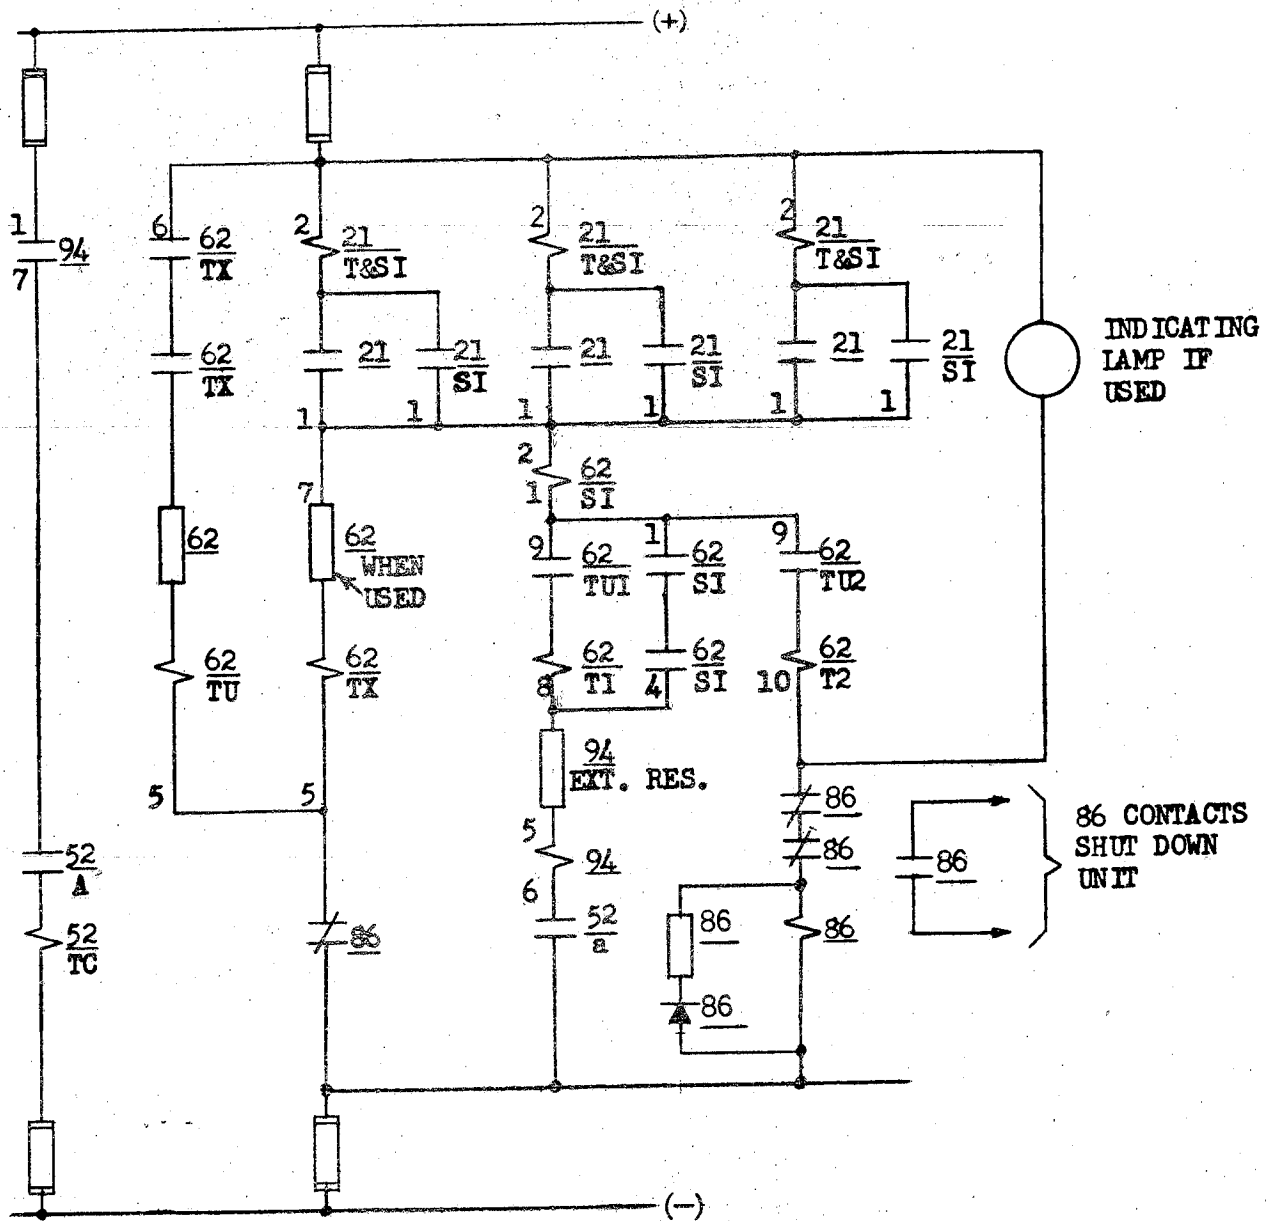 (+)
1
94
7
6
62
TX
2
21
T&SI
2
21
T&SI
2
21
T&SI
62
TX
21
21
SI
21
21
SI
21
21
SI
INDICATING
LAMP IF
USED
1
1
1
1
1
1
2
62
SI
1
7
62
62
WHEN
USED
9
62
TU1
1
62
SI
9
62
TU2
62
TU
62
TX
62
T1
8
62
SI
4
62
T2
10
5
5
94
EXT. RES.
86
86
86 CONTACTS
SHUT DOWN
UNIT
86
5
94
6
52
A
52
TC
86
52
a
86
86
86
(-)